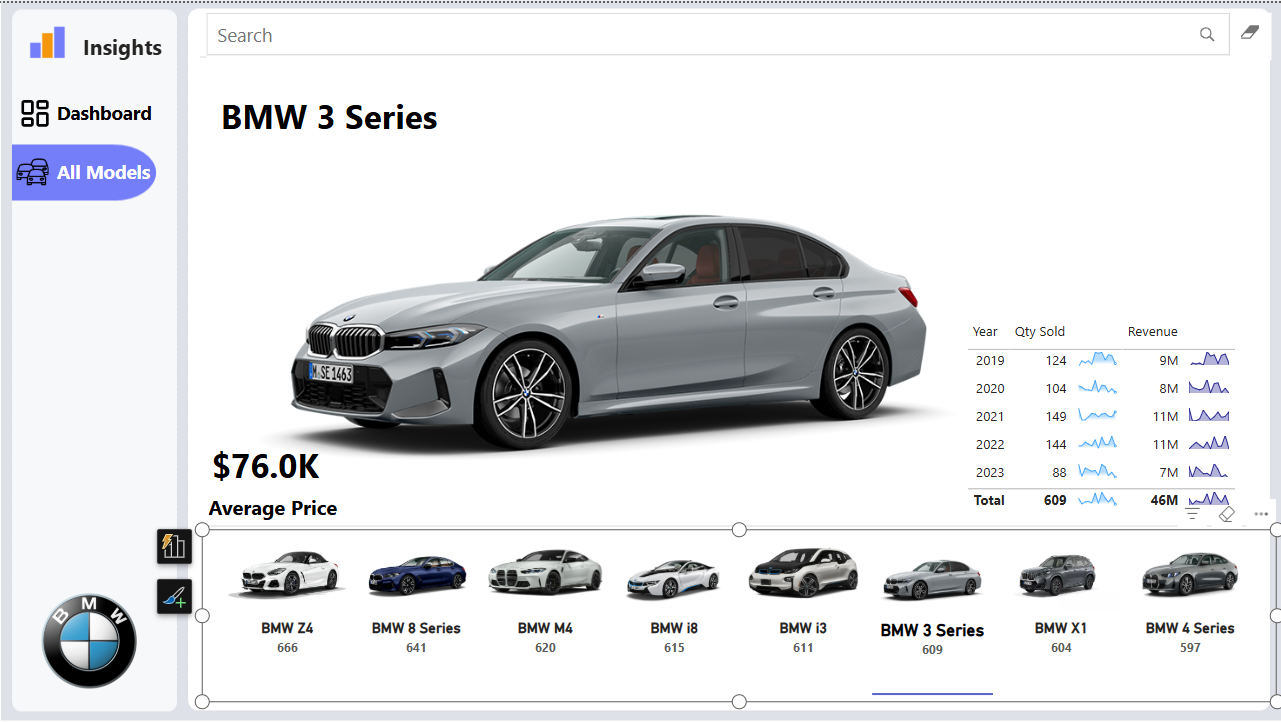 Insights
Search
Dashboard
All Models
BMW 3 Series
M SE 1463
Year Qty Sold Revenue
2019 124 9M
2020 104 8M
2021 149 11M
2022 144 11M
2023 88 7M
Total 609 46M
$76.0K
Average Price
BMW Z4
666
BMW 8 Series
641
BMW M4
620
BMW i8
615
BMW i3
611
BMW 3 Series
609
BMW X1
604
BMW 4 Series
597
BMW